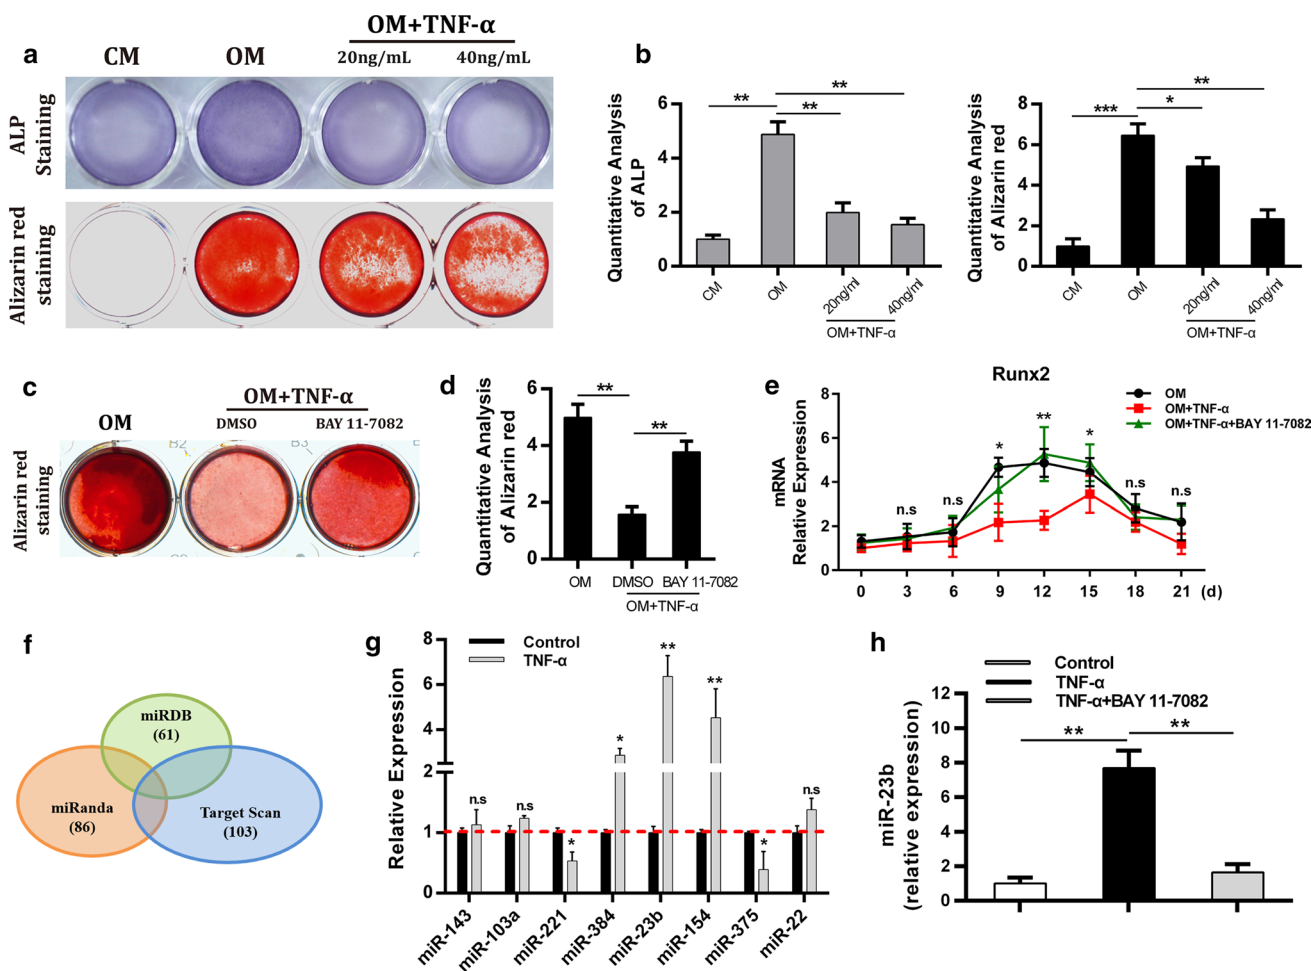 a
OM+TNF-α
CM
OM
20ng/mL
40ng/mL
ALP
Staining
Alizarin red
staining
b
Quantitative Analysis
of ALP
6
4
2
0
**
**
**
CM
OM
20ng/ml
40ng/ml
OM+TNF-α
Quantitative Analysis
of Alizarin red
8
6
4
2
0
***
*
**
CM
OM
20ng/ml
40ng/ml
OM+TNF-α
c
OM+TNF-α
OM
DMSO
BAY 11-7082
Alizarin red
staining
B2
B3
d
Quantitative Analysis
of Alizarin red
6
4
2
0
**
**
OM
DMSO
BAY 11-7082
OM+TNF-α
e
Runx2
OM
OM+TNF-α
OM+TNF-α+BAY 11-7082
mRNA
Relative Expression
8
6
4
2
0
n.s
n.s
*
**
*
n.s
n.s
0
3
6
9
12
15
18
21
(d)
f
miRDB
(61)
miRanda
(86)
Target Scan
(103)
g
Control
TNF-α
Relative Expression
8
6
4
2
1
0
n.s
n.s
*
*
**
**
*
n.s
miR-143
miR-103a
miR-221
miR-384
miR-23b
miR-154
miR-375
miR-22
h
Control
TNF-α
TNF-α+BAY 11-7082
miR-23b
(relative expression)
12
10
8
6
4
2
0
**
**